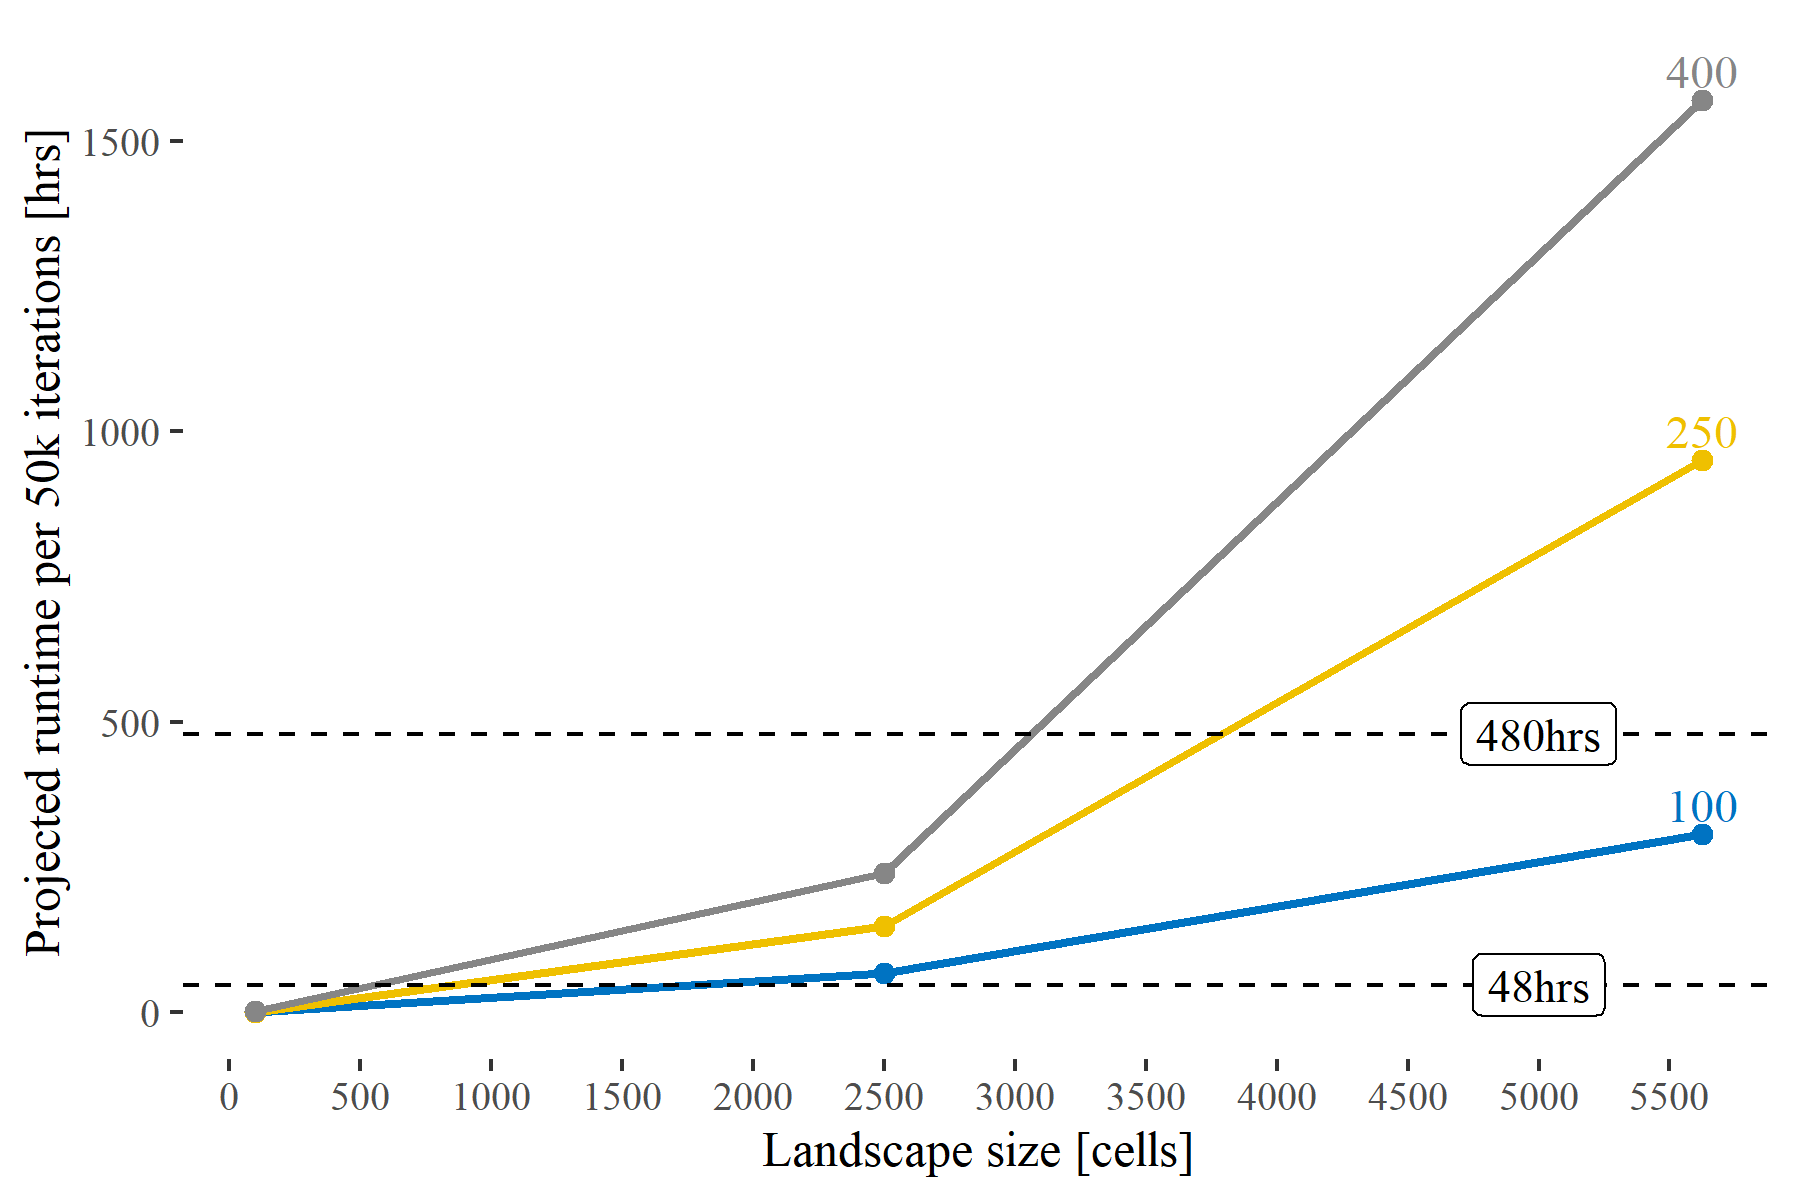 400
1500
1000
250
500
480hrs
100
48hrs
0
Projected runtime per 50k iterations [hrs]
0 500 1000 1500 2000 2500 3000 3500 4000 4500 5000 5500
Landscape size [cells]